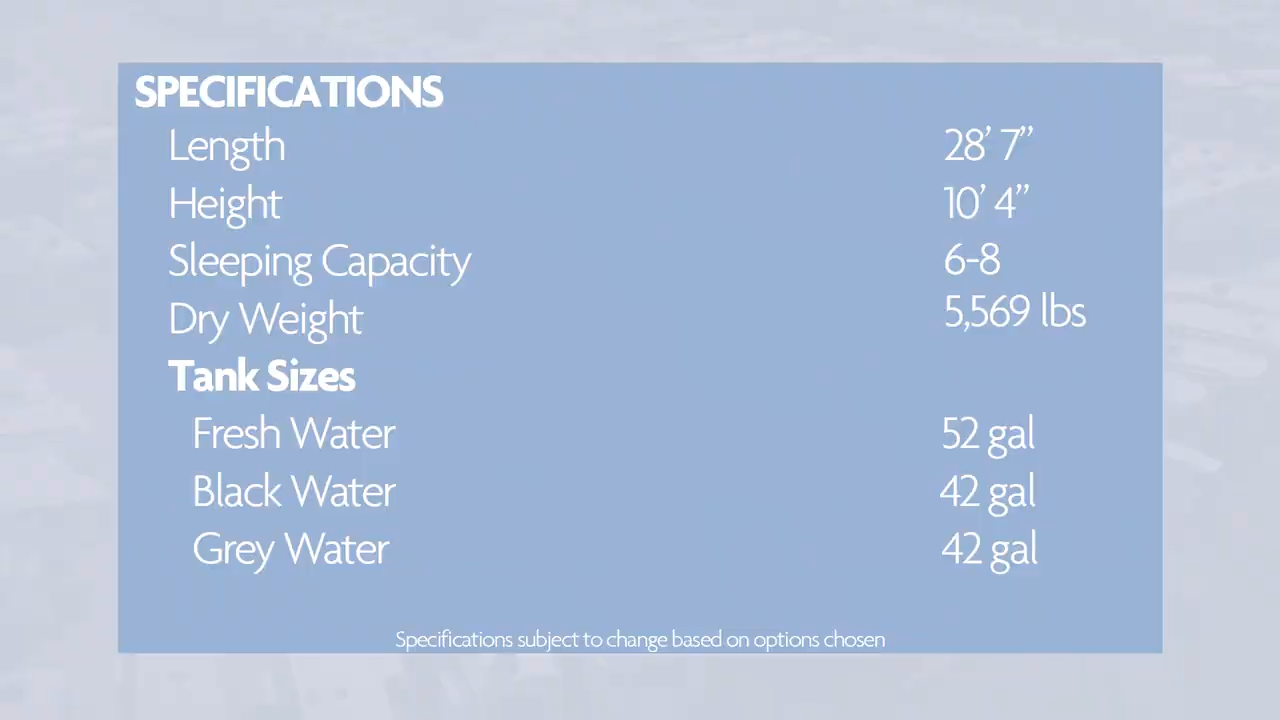 SPECIFICATIONS
Length 28’ 7”
Height 10’ 4”
Sleeping Capacity 6-8
Dry Weight 5,569 lbs
Tank Sizes
Fresh Water 52 gal
Black Water 42 gal
Grey Water 42 gal
Specifications subject to change based on options chosen